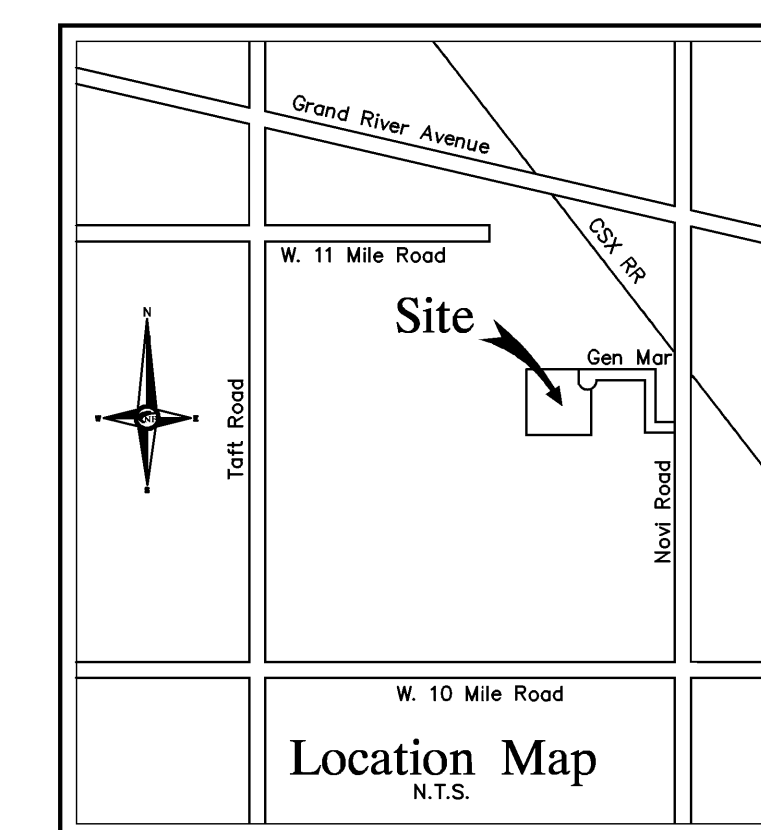 Grand River Avenue
CSX RR
W. 11 Mile Road
N
Site
Gen Mar
W
E
Taft Road
Novi Road
S
W. 10 Mile Road
Location Map
N.T.S.